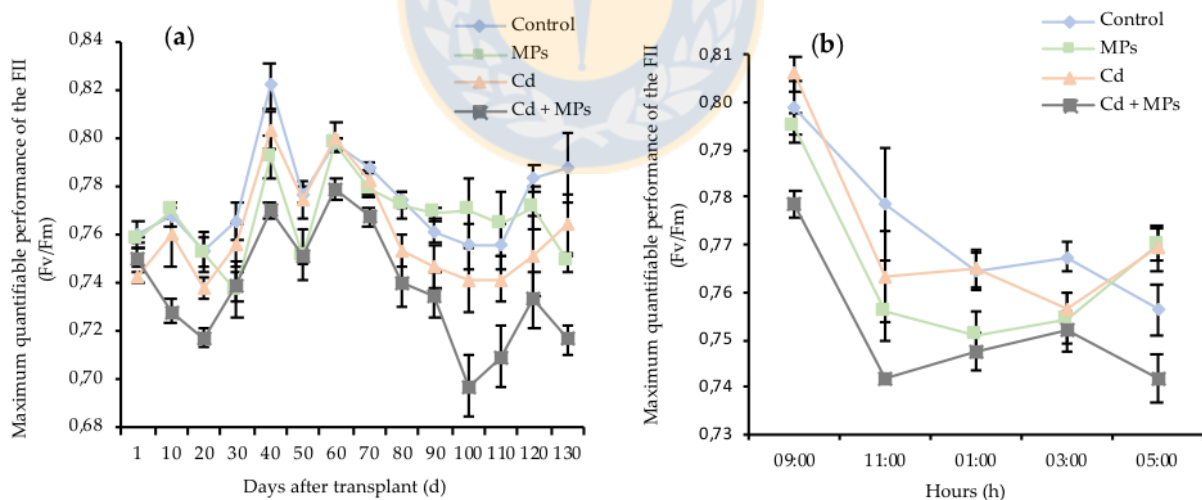 (a)
Control
MPs
Cd
Cd + MPs
Maximum quantifiable performance of the FII
(Fv/Fm)
0,84
0,82
0,80
0,78
0,76
0,74
0,72
0,70
0,68
1 10 20 30 40 50 60 70 80 90 100 110 120 130
Days after transplant (d)
(b)
Control
MPs
Cd
Cd + MPs
Maximum quantifiable performance of the FII
(Fv/Fm)
0,81
0,80
0,79
0,78
0,77
0,76
0,75
0,74
0,73
09:00 11:00 01:00 03:00 05:00
Hours (h)